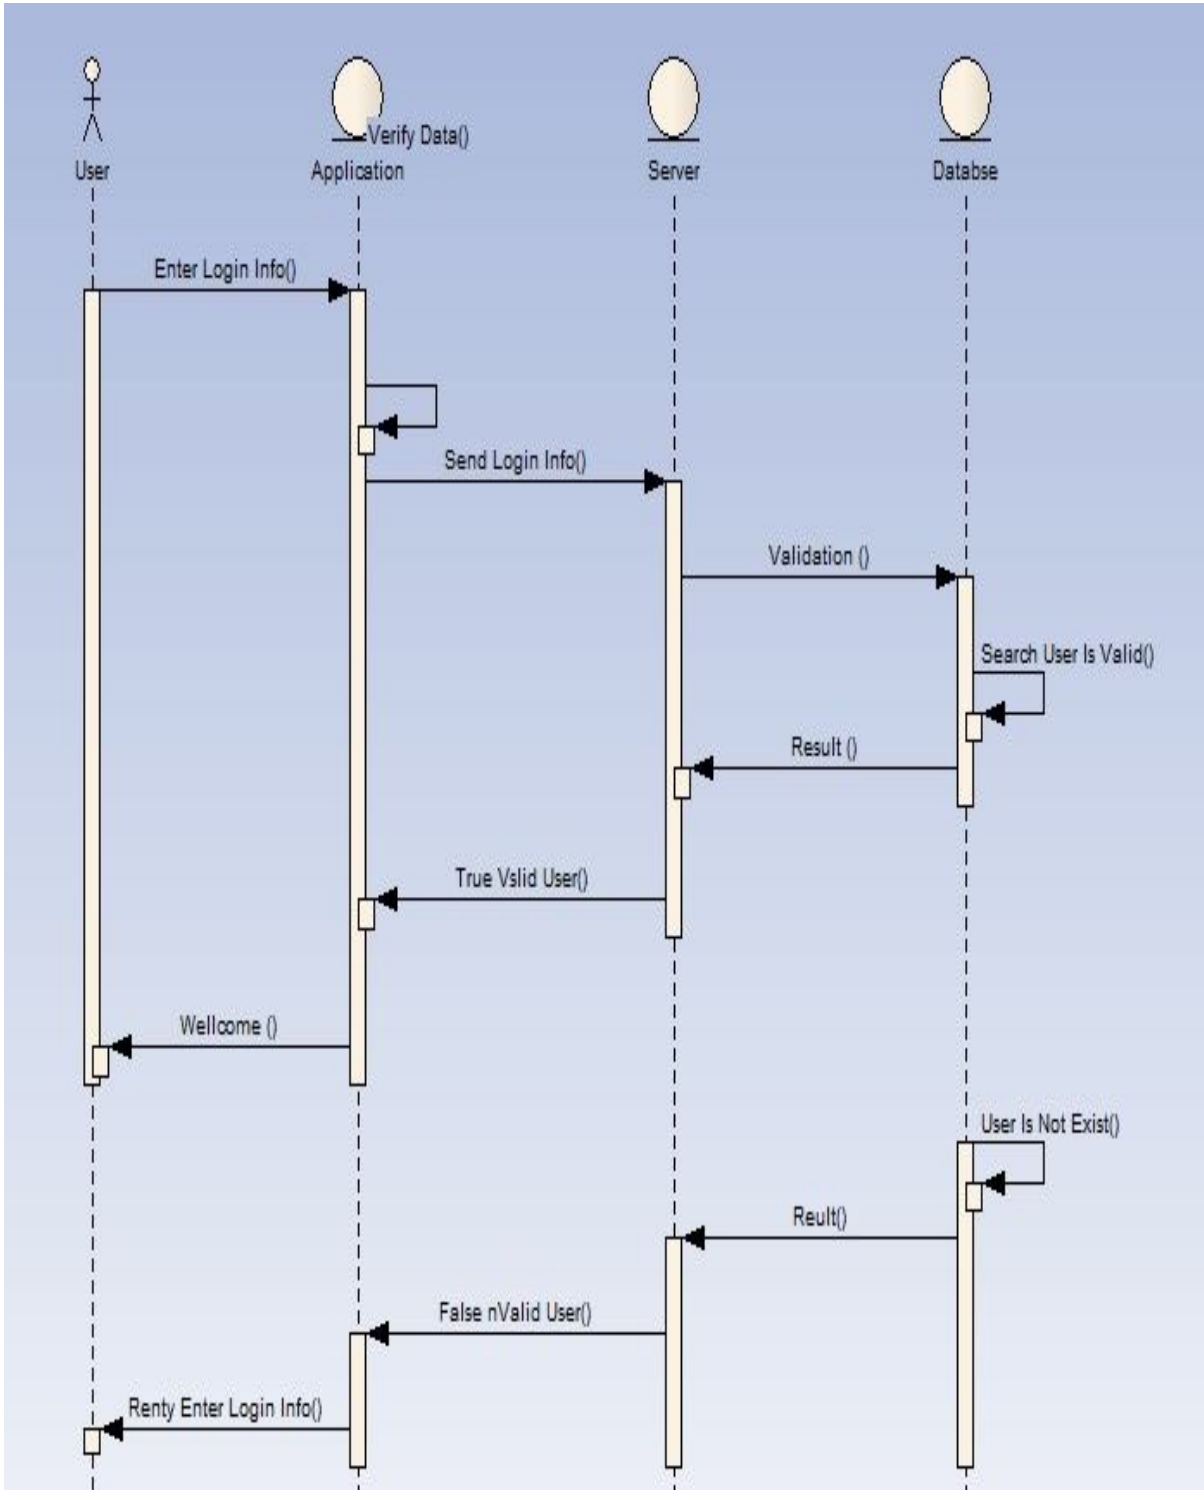 Verify Data()
User
Application
Server
Databse
Enter Login Info()
Send Login Info()
Validation ()
Search User Is Valid()
Result ()
True Vslid User()
Wellcome ()
User Is Not Exist()
Reult()
False nValid User()
Renty Enter Login Info()